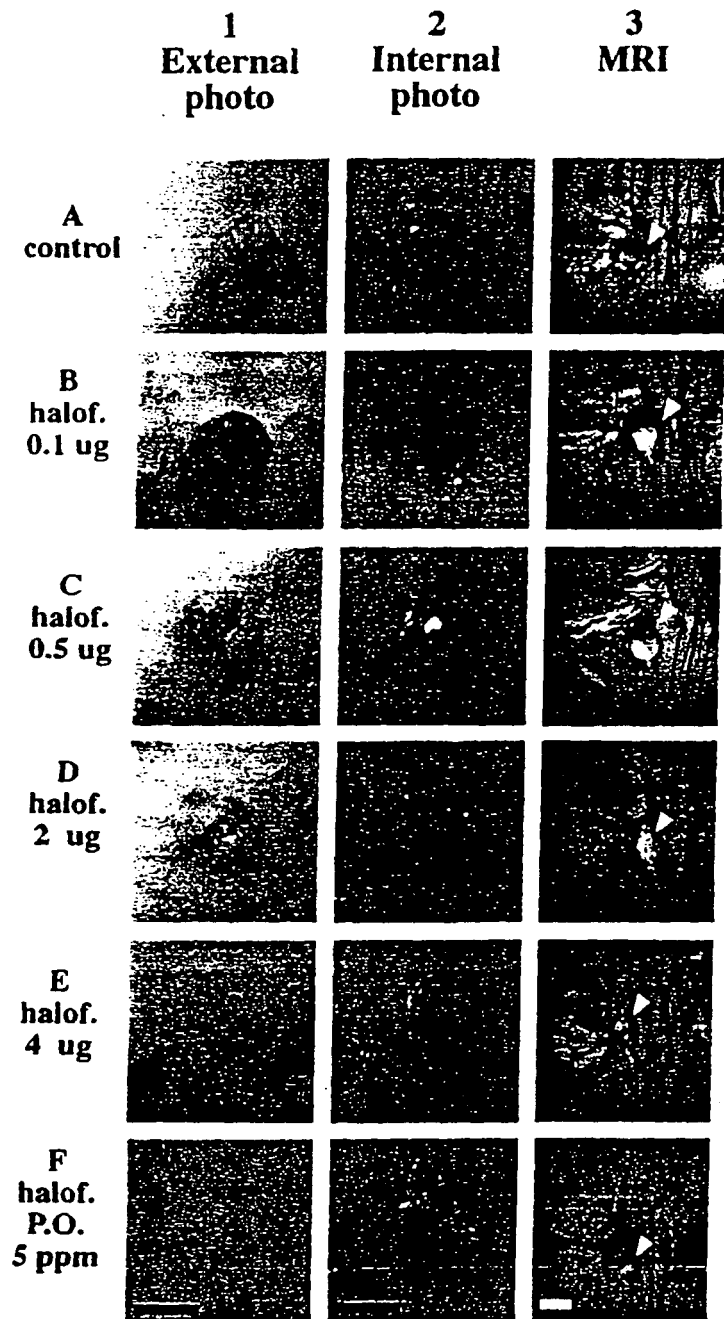 1
External
photo
2
Internal
photo
3
MRI
A
control
B
halof.
0.1 ug
C
halof.
0.5 ug
D
halof.
2 ug
E
halof.
4 ug
F
halof.
P.O.
5 ppm